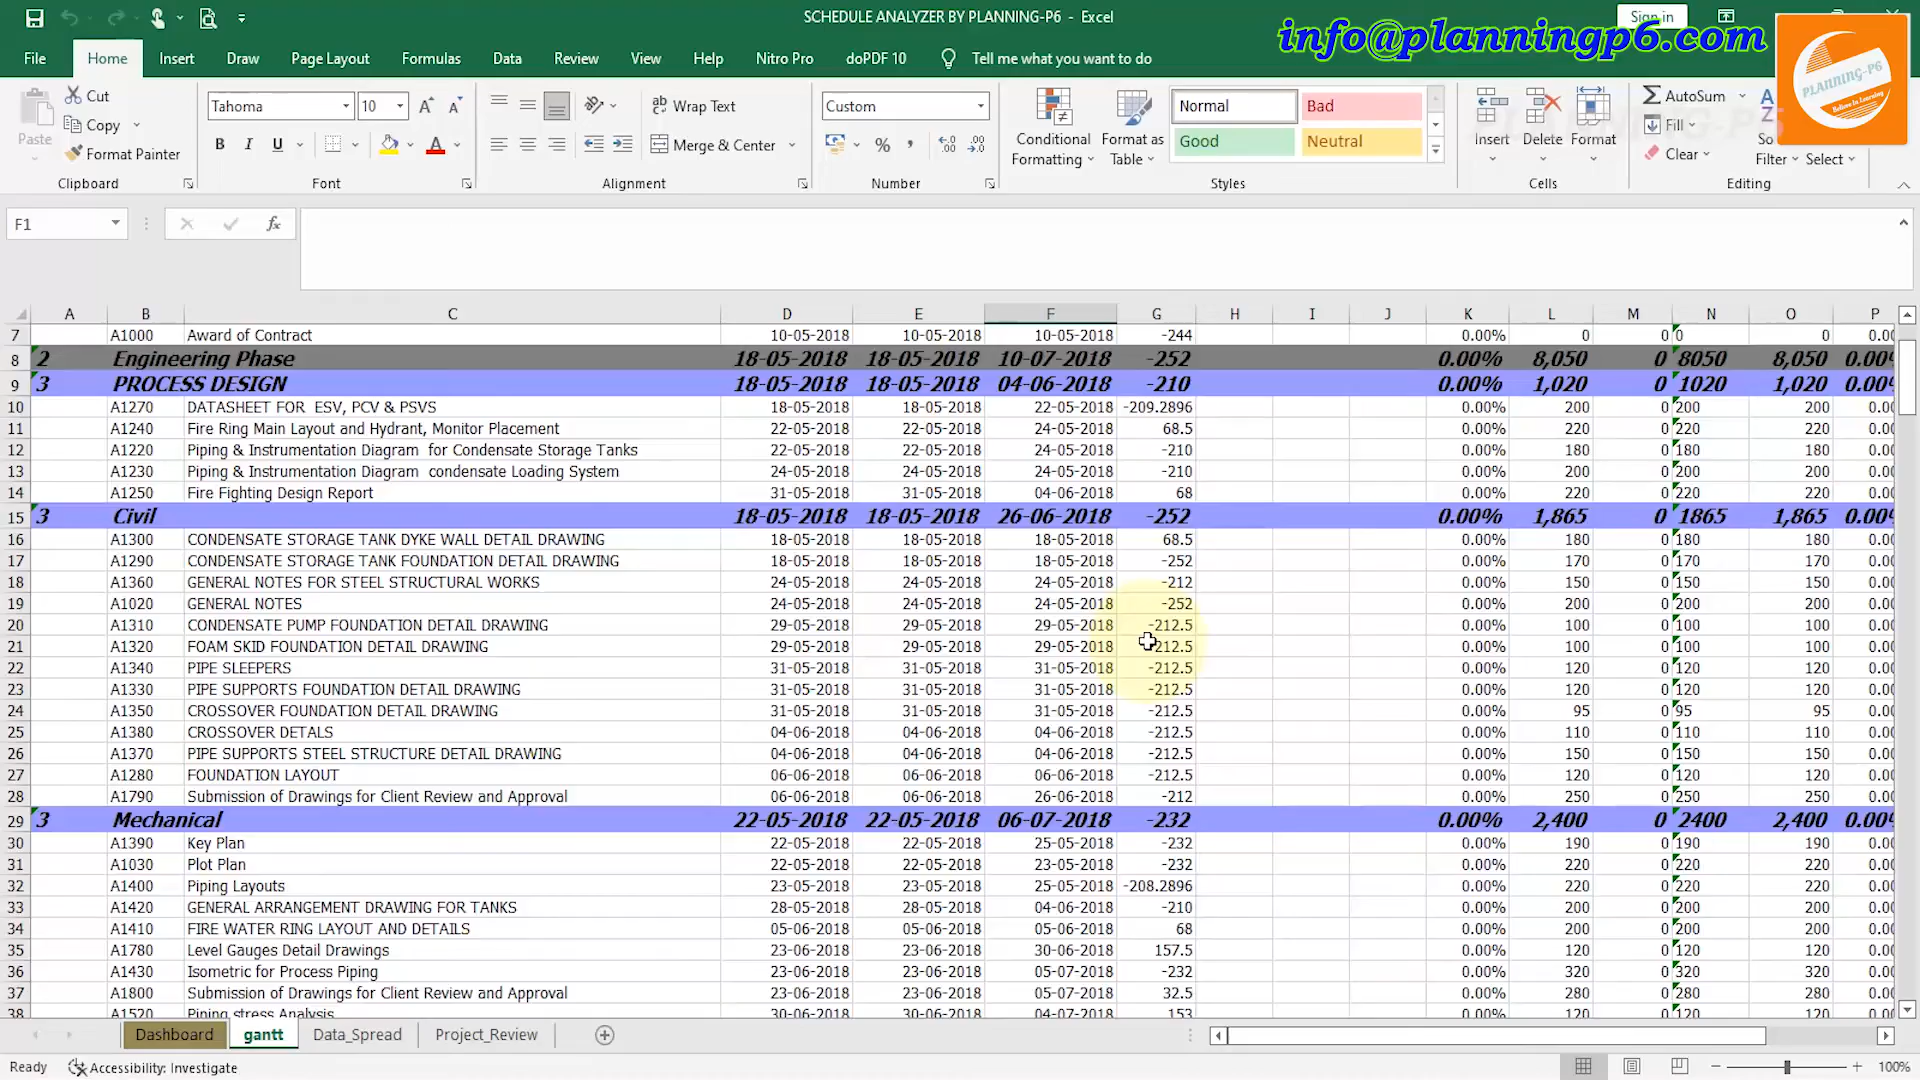 SCHEDULE ANALYZER BY PLANNING-P6 - Excel
Sign in
info@planningp6.com
PLANNING-P6
Believe In Learning
File Home Insert Draw Page Layout Formulas Data Review View Help Nitro Pro doPDF 10 Tell me what you want to do
Cut Tahoma 10 Wrap Text Custom Normal Bad AutoSum
Paste Copy Conditional Formatting Format as Table Good Neutral Insert Delete Format Fill So
Format Painter B I U Merge & Center % Clear Filter Select
Clipboard Font Alignment Number Styles Cells Editing
F1 fx
A B C D E F G H I J K L M N O P
7 A1000 Award of Contract 10-05-2018 10-05-2018 10-05-2018 -244 0.00% 0 0 0 0.00
8 2 Engineering Phase 18-05-2018 18-05-2018 10-07-2018 -252 0.00% 8,050 0 8050 8,050 0.00%
9 3 PROCESS DESIGN 18-05-2018 18-05-2018 04-06-2018 -210 0.00% 1,020 0 1020 1,020 0.00%
10 A1270 DATASHEET FOR ESV, PCV & PSVS 18-05-2018 18-05-2018 22-05-2018 -209.2896 0.00% 200 0 200 200 0.00
11 A1240 Fire Ring Main Layout and Hydrant, Monitor Placement 22-05-2018 22-05-2018 24-05-2018 68.5 0.00% 220 0 220 220 0.00
12 A1220 Piping & Instrumentation Diagram for Condensate Storage Tanks 22-05-2018 22-05-2018 24-05-2018 -210 0.00% 180 0 180 180 0.00
13 A1230 Piping & Instrumentation Diagram condensate Loading System 24-05-2018 24-05-2018 24-05-2018 -210 0.00% 200 0 200 200 0.00
14 A1250 Fire Fighting Design Report 31-05-2018 31-05-2018 04-06-2018 68 0.00% 220 0 220 220 0.00
15 3 Civil 18-05-2018 18-05-2018 26-06-2018 -252 0.00% 1,865 0 1865 1,865 0.00%
16 A1300 CONDENSATE STORAGE TANK DYKE WALL DETAIL DRAWING 18-05-2018 18-05-2018 18-05-2018 68.5 0.00% 180 0 180 180 0.00
17 A1290 CONDENSATE STORAGE TANK FOUNDATION DETAIL DRAWING 18-05-2018 18-05-2018 18-05-2018 -252 0.00% 170 0 170 170 0.00
18 A1360 GENERAL NOTES FOR STEEL STRUCTURAL WORKS 24-05-2018 24-05-2018 24-05-2018 -212 0.00% 150 0 150 150 0.00
19 A1020 GENERAL NOTES 24-05-2018 24-05-2018 24-05-2018 -252 0.00% 200 0 200 200 0.00
20 A1310 CONDENSATE PUMP FOUNDATION DETAIL DRAWING 29-05-2018 29-05-2018 29-05-2018 -212.5 0.00% 100 0 100 100 0.00
21 A1320 FOAM SKID FOUNDATION DETAIL DRAWING 29-05-2018 29-05-2018 29-05-2018 212.5 0.00% 100 0 100 100 0.00
22 A1340 PIPE SLEEPERS 31-05-2018 31-05-2018 31-05-2018 -212.5 0.00% 120 0 120 120 0.00
23 A1330 PIPE SUPPORTS FOUNDATION DETAIL DRAWING 31-05-2018 31-05-2018 31-05-2018 -212.5 0.00% 120 0 120 120 0.00
24 A1350 CROSSOVER FOUNDATION DETAIL DRAWING 31-05-2018 31-05-2018 31-05-2018 -212.5 0.00% 95 0 95 95 0.00
25 A1380 CROSSOVER DETALS 04-06-2018 04-06-2018 04-06-2018 -212.5 0.00% 110 0 110 110 0.00
26 A1370 PIPE SUPPORTS STEEL STRUCTURE DETAIL DRAWING 04-06-2018 04-06-2018 04-06-2018 -212.5 0.00% 150 0 150 150 0.00
27 A1280 FOUNDATION LAYOUT 06-06-2018 06-06-2018 06-06-2018 -212.5 0.00% 120 0 120 120 0.00
28 A1790 Submission of Drawings for Client Review and Approval 06-06-2018 06-06-2018 26-06-2018 -212 0.00% 250 0 250 250 0.00
29 3 Mechanical 22-05-2018 22-05-2018 06-07-2018 -232 0.00% 2,400 0 2400 2,400 0.00%
30 A1390 Key Plan 22-05-2018 22-05-2018 25-05-2018 -232 0.00% 190 0 190 190 0.00
31 A1030 Plot Plan 22-05-2018 22-05-2018 23-05-2018 -232 0.00% 220 0 220 220 0.00
32 A1400 Piping Layouts 23-05-2018 23-05-2018 25-05-2018 -208.2896 0.00% 220 0 220 220 0.00
33 A1420 GENERAL ARRANGEMENT DRAWING FOR TANKS 28-05-2018 28-05-2018 04-06-2018 -210 0.00% 200 0 200 200 0.00
34 A1410 FIRE WATER RING LAYOUT AND DETAILS 05-06-2018 05-06-2018 05-06-2018 68 0.00% 200 0 200 200 0.00
35 A1780 Level Gauges Detail Drawings 23-06-2018 23-06-2018 30-06-2018 157.5 0.00% 120 0 120 120 0.00
36 A1430 Isometric for Process Piping 23-06-2018 23-06-2018 05-07-2018 -232 0.00% 320 0 320 320 0.00
37 A1800 Submission of Drawings for Client Review and Approval 23-06-2018 23-06-2018 05-07-2018 32.5 0.00% 280 0 280 280 0.00
38 A1520 Piping stress Analysis 30-06-2018 30-06-2018 04-07-2018 153 0.00% 100
Dashboard gantt Data_Spread Project_Review
Ready Accessibility: Investigate 100%